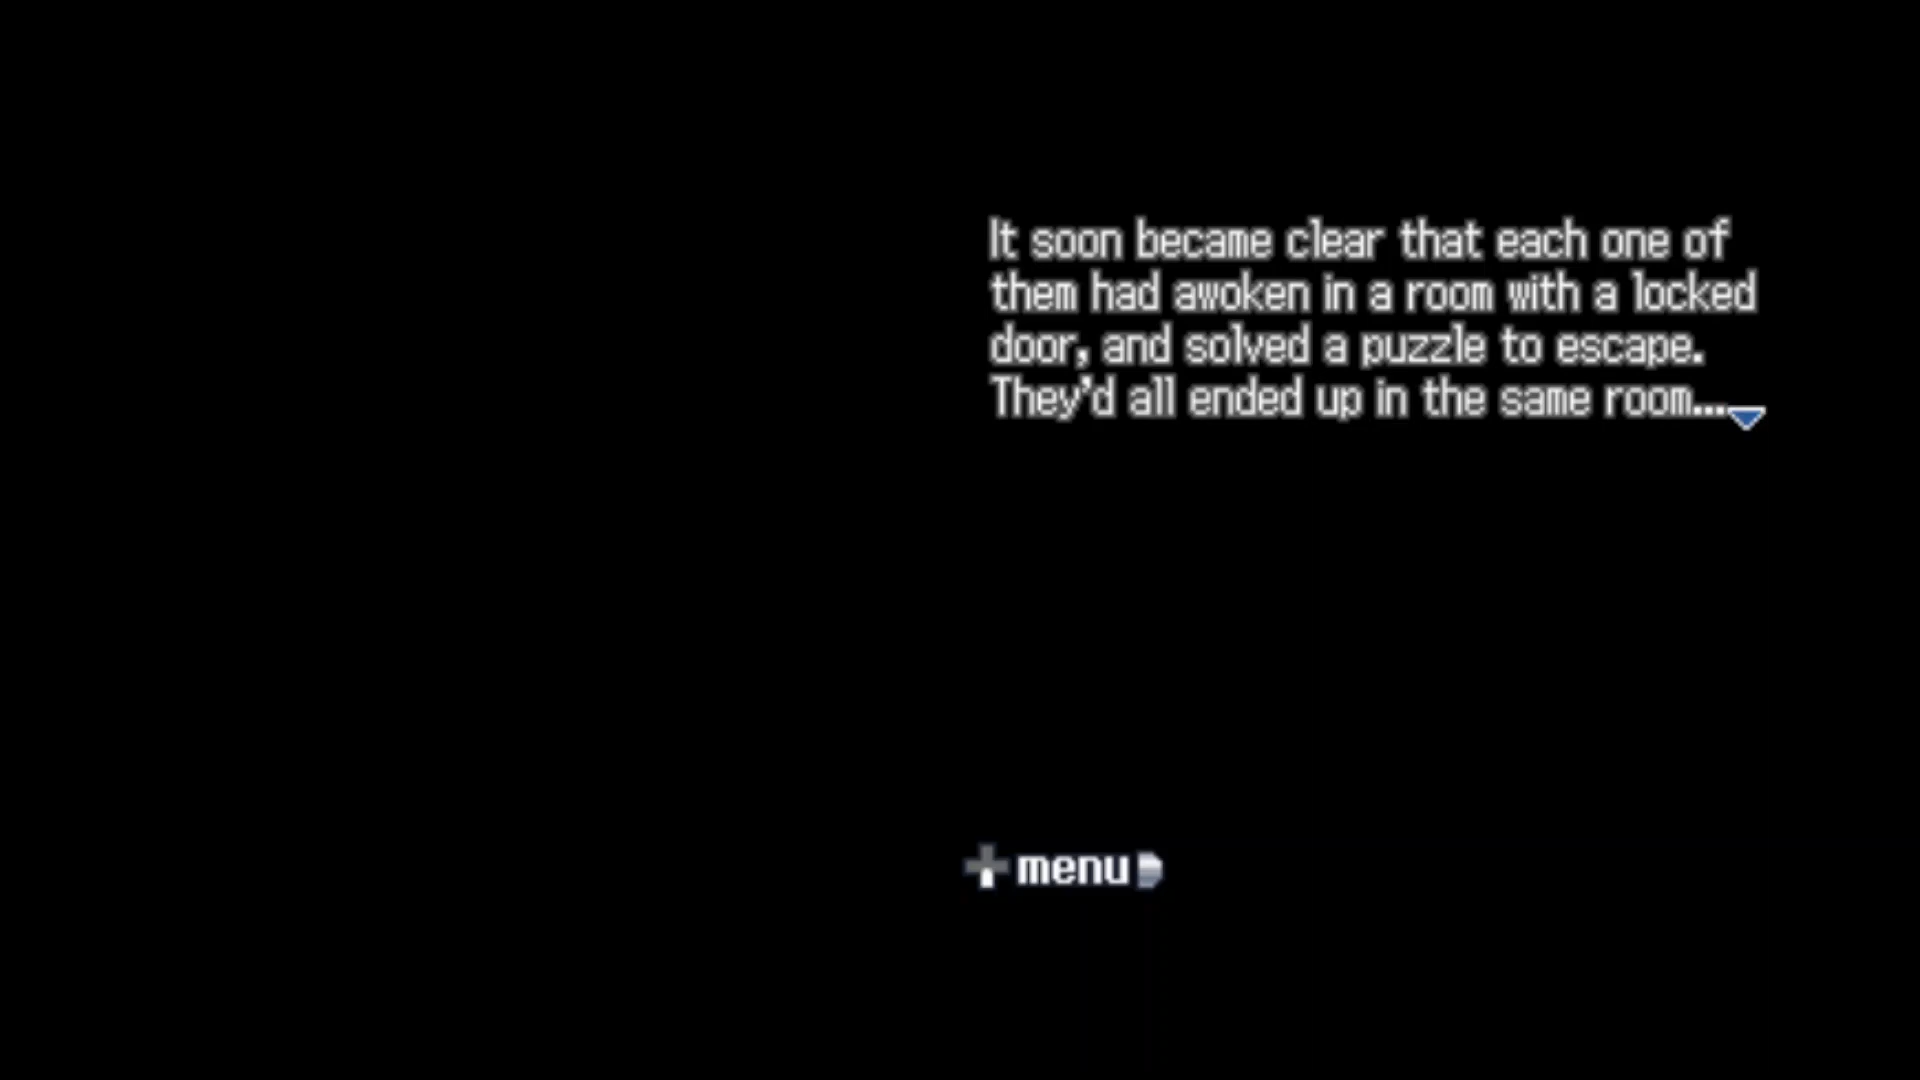 It soon became clear that each one of
them had awoken in a room with a locked
door, and solved a puzzle to escape.
They'd all ended up in the same room...
menu